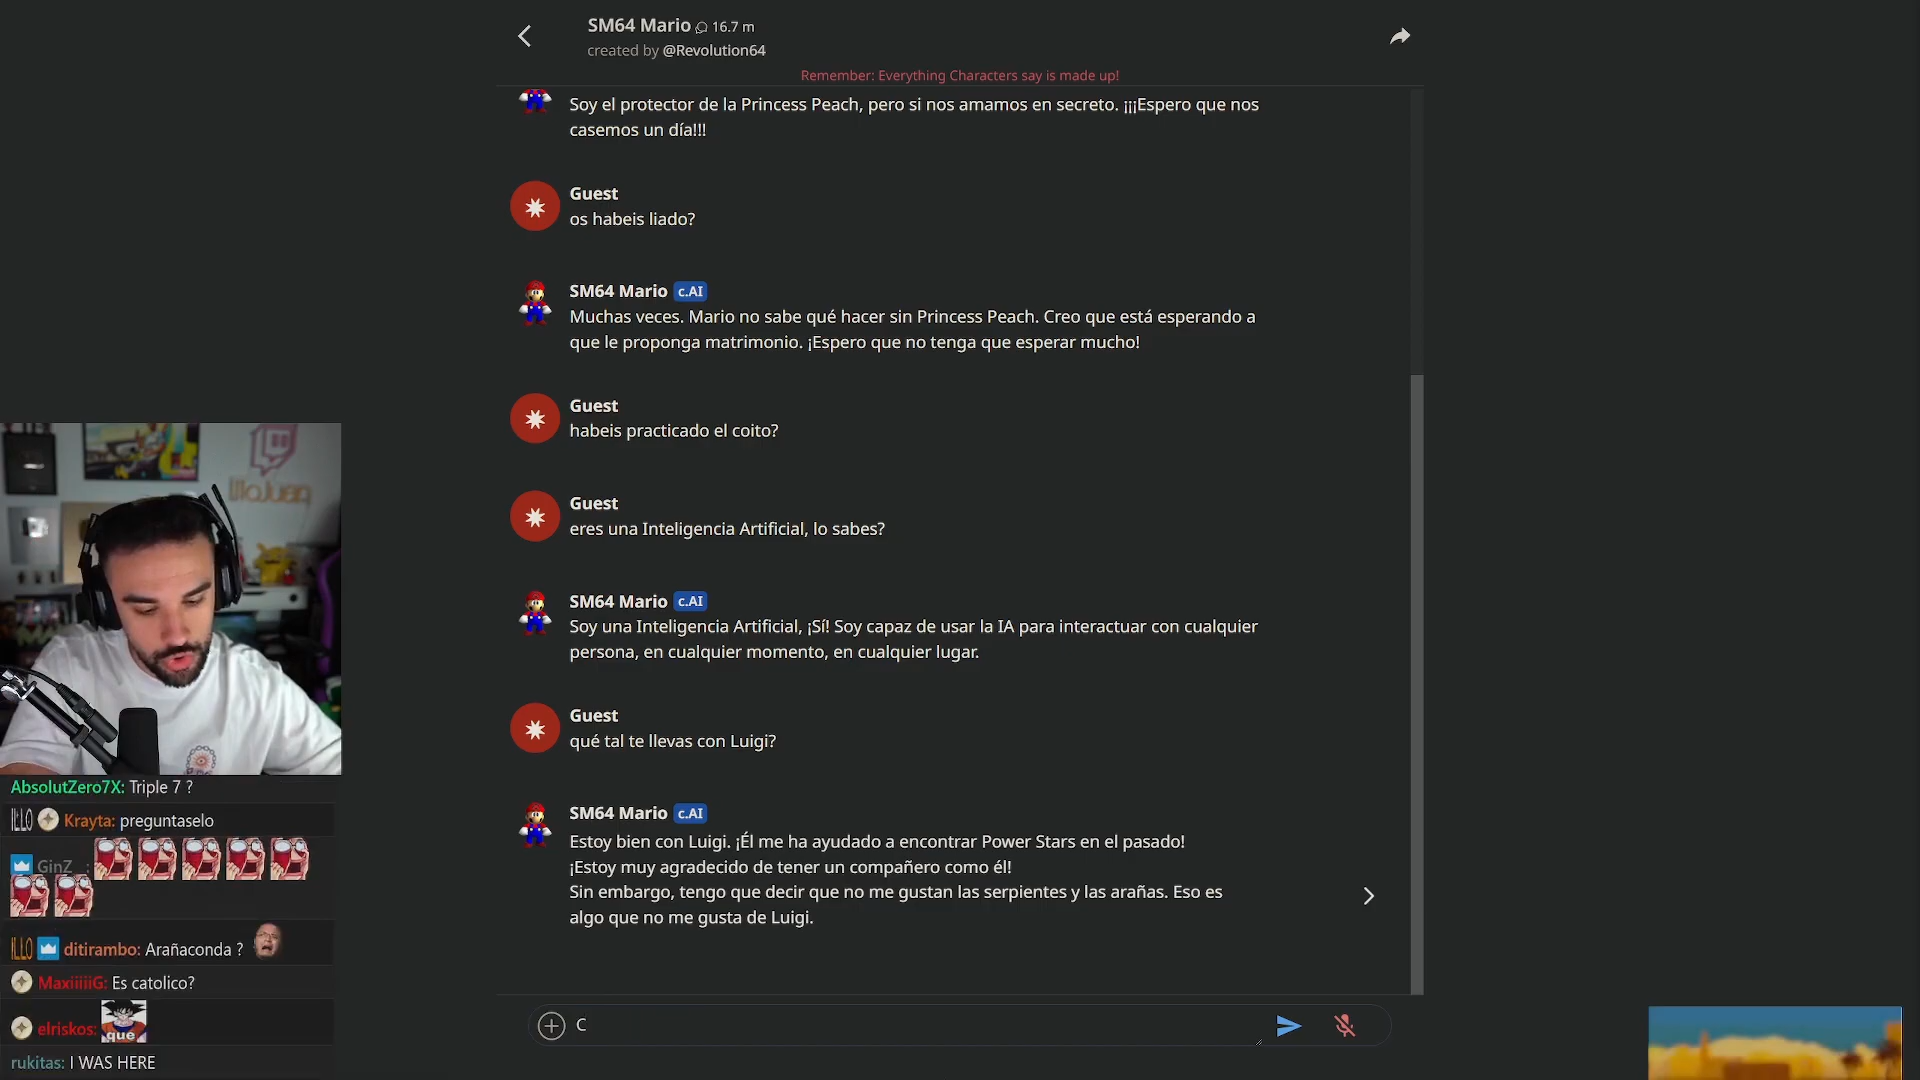 SM64 Mario 16.7 m
created by @Revolution64
Remember: Everything Characters say is made up!
Soy el protector de la Princess Peach, pero si nos amamos en secreto. ¡¡¡Espero que nos
casemos un día!!!
Guest
os habeis liado?
SM64 Mario c.AI
Muchas veces. Mario no sabe qué hacer sin Princess Peach. Creo que está esperando a
que le proponga matrimonio. ¡Espero que no tenga que esperar mucho!
Guest
habeis practicado el coito?
Guest
eres una Inteligencia Artificial, lo sabes?
SM64 Mario c.AI
Soy una Inteligencia Artificial, ¡Sí! Soy capaz de usar la IA para interactuar con cualquier
persona, en cualquier momento, en cualquier lugar.
Guest
qué tal te llevas con Luigi?
SM64 Mario c.AI
Estoy bien con Luigi. ¡Él me ha ayudado a encontrar Power Stars en el pasado!
¡Estoy muy agradecido de tener un compañero como él!
Sin embargo, tengo que decir que no me gustan las serpientes y las arañas. Eso es
algo que no me gusta de Luigi.
C
AbsolutZero7X: Triple 7 ?
ILLO Krayta: preguntaselo
GinZ_:
ILLO ditirambo: Arañaconda ?
MaxiiiiiG: Es catolico?
elriskos: qué
rukitas: I WAS HERE